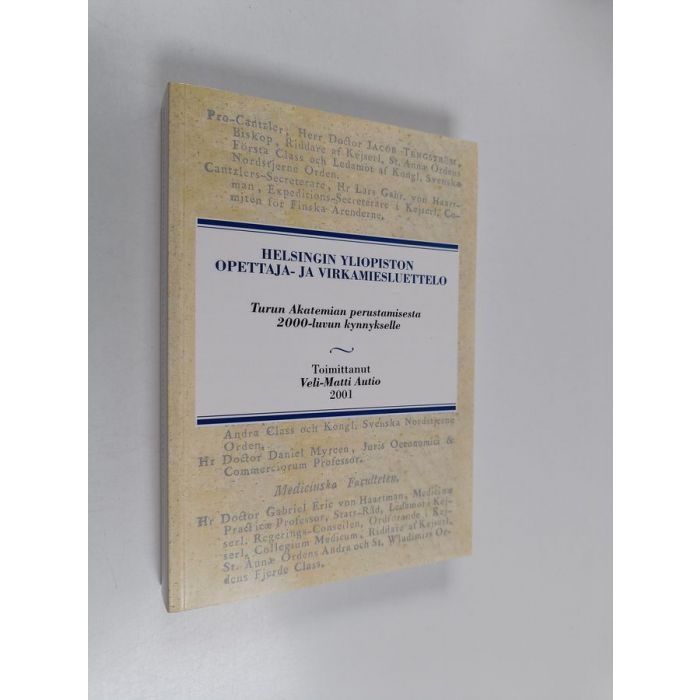 Pro-Cantzler, Herr Doctor JACOB TENGSTRÖM,
Biskop, Riddare af Kejserl. St. Annæ Ordens
Första Class och Ledamot af Kongl. Svenska
Nordstjerne Orden.
Cantzlers-Secreterare, Hr Lars Gabr. von Haart-
man, Expeditions-Secreterare i Kejserl. Co-
mitén för Finska Ärenderne.
HELSINGIN YLIOPISTON
OPETTAJA- JA VIRKAMIESLUETTELO
Turun Akatemian perustamisesta
2000-luvun kynnykselle
~
Toimittanut
Veli-Matti Autio
2001
Andra Class och Kongl. Svenska Nordstjerne
Orden.
Hr Doctor Daniel Myreen, Juris Oeconomici &
Commerciorum Professor.
Medicinska Faculteten.
Hr Doctor Gabriel Eric von Haartman, Medicinæ
Practicæ Professor, Stats-Råd, Ledamot i Kej-
serl. Regerings-Conseilen, Ordförande i Kej-
serl. Collegium Medicum, Riddare af Kejserl.
St. Annæ Ordens Andra och St. Wladimirs Or-
dens Fjerde Class.